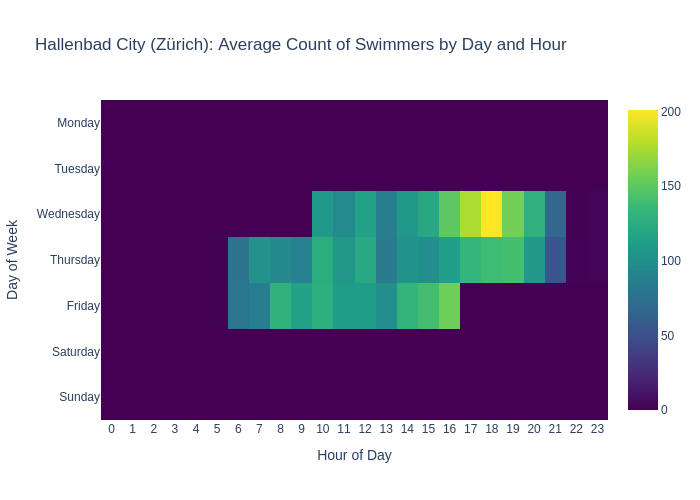 Hallenbad City (Zürich): Average Count of Swimmers by Day and Hour
Monday
Tuesday
Wednesday
Thursday
Friday
Saturday
Sunday
Day of Week
0 1 2 3 4 5 6 7 8 9 10 11 12 13 14 15 16 17 18 19 20 21 22 23
Hour of Day
200
150
100
50
0